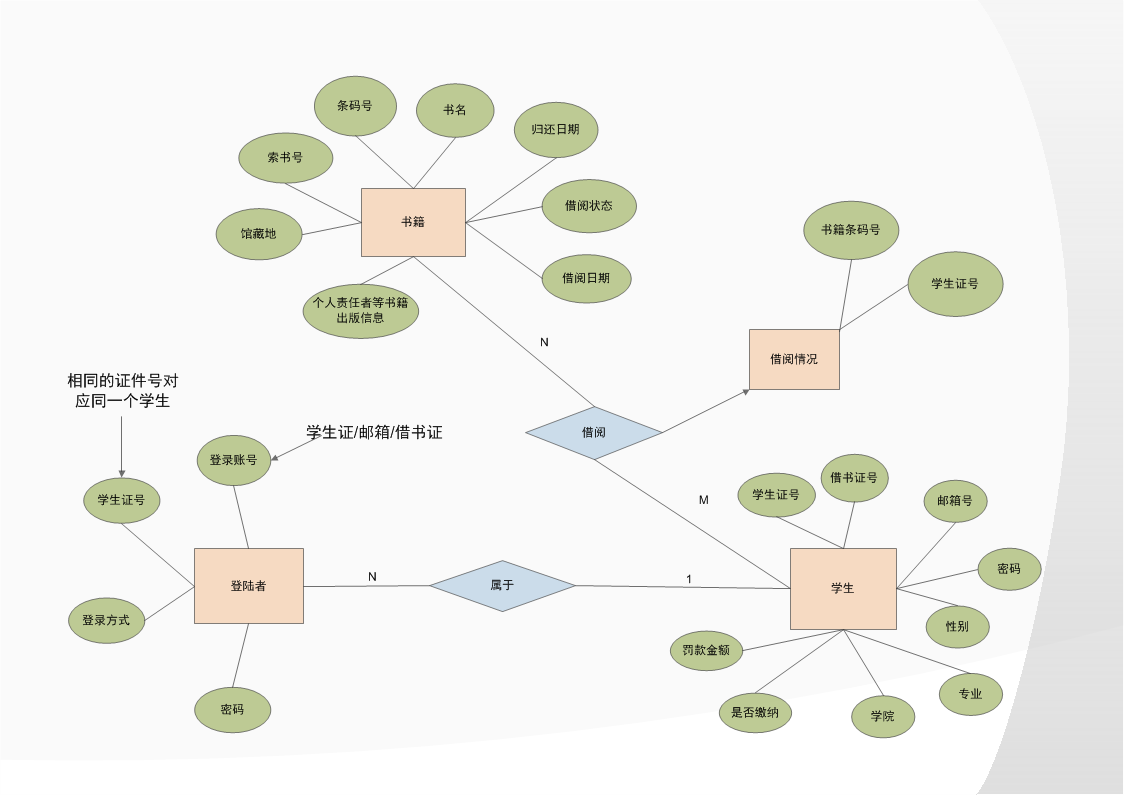 条码号
书名
归还日期
索书号
借阅状态
书籍
馆藏地
借阅日期
个人责任者等书籍
出版信息
书籍条码号
学生证号
N
借阅情况
相同的证件号对
应同一个学生
学生证/邮箱/借书证
借阅
登录账号
学生证号
M
学生证号
借书证号
邮箱号
登陆者
N
属于
1
学生
密码
登录方式
性别
罚款金额
专业
密码
是否缴纳
学院